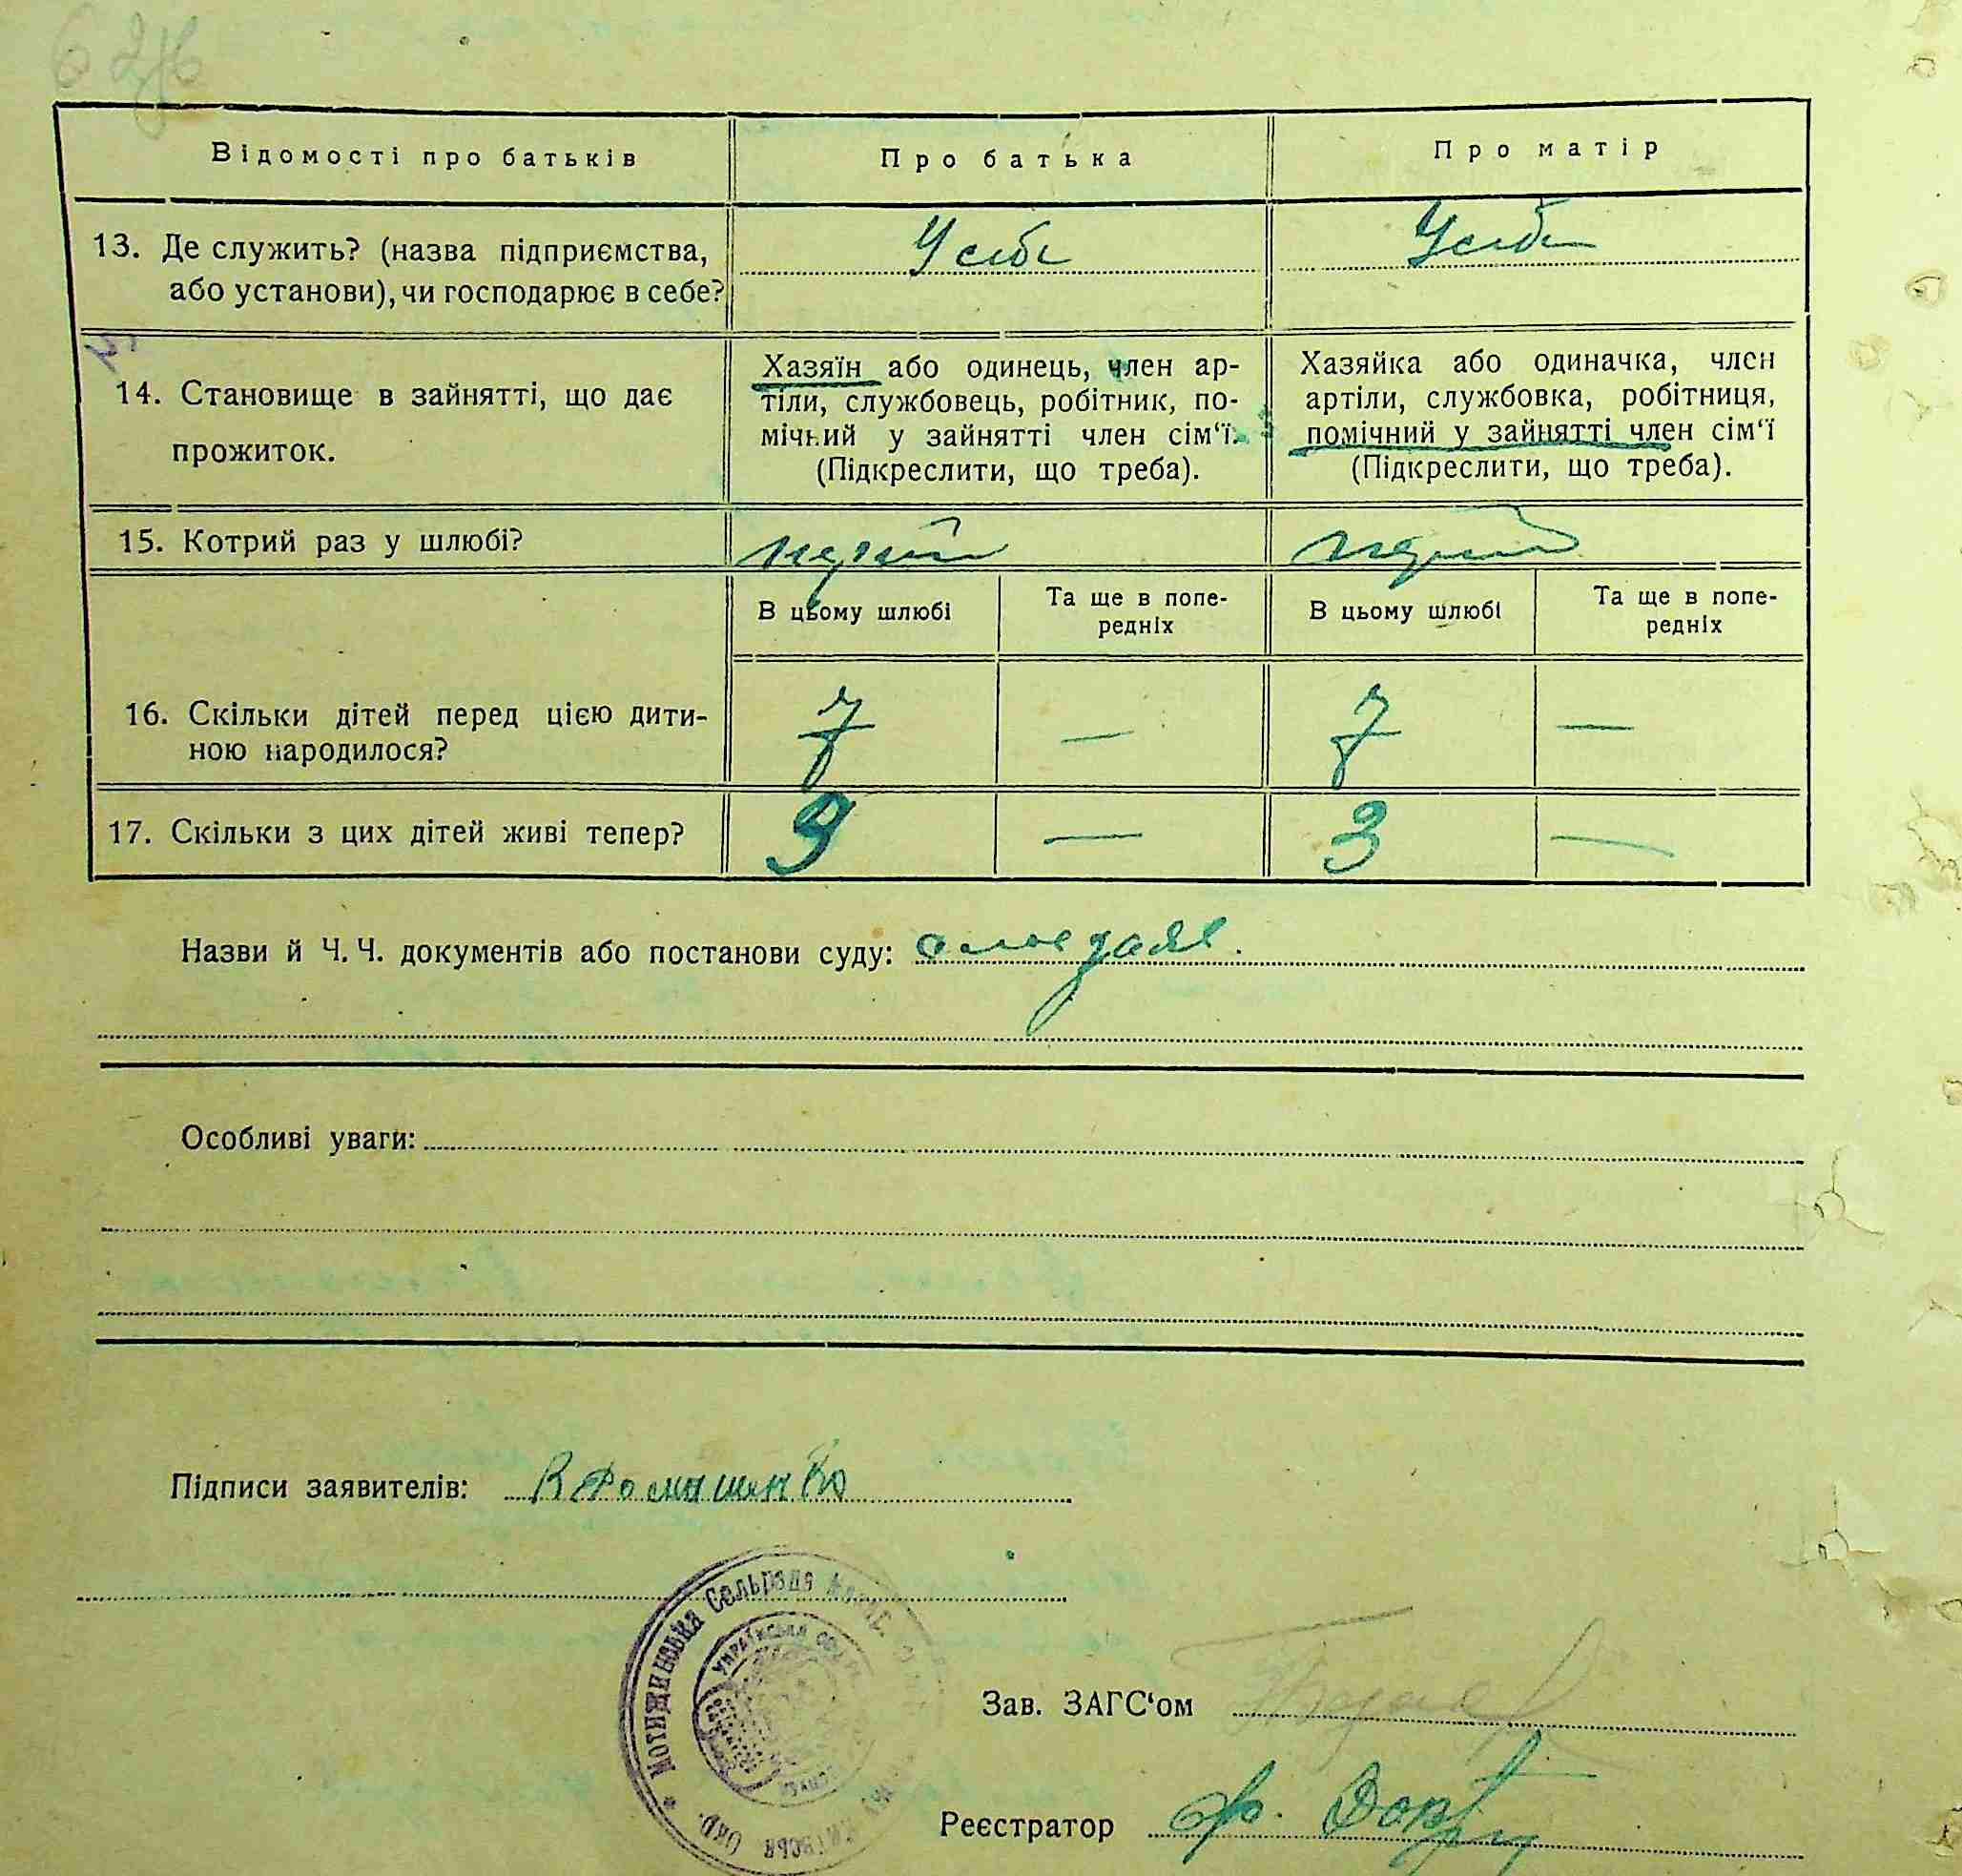 Відомості про батьків
Про батька
Про матір
13. Де служить? (назва підприємства, або установи), чи господарює в себе?
У себе
У себе
14. Становище в зайнятті, що дає прожиток.
Хазяїн або одинець, член ар-
тіли, службовець, робітник, по-
мічний у зайнятті член сім‘ї.
(Підкреслити, що треба).
Хазяйка або одиначка, член
артіли, службовка, робітниця,
помічний у зайнятті член сім‘ї
(Підкреслити, що треба).
15. Котрий раз у шлюбі?
перший
перший
В цьому шлюбі
Та ще в попе-
редніх
В цьому шлюбі
Та ще в попе-
редніх
16. Скільки дітей перед цією дити-
ною народилося?
7
—
7
—
17. Скільки з цих дітей живі тепер?
3
—
3
—
Назви й Ч. Ч. документів або постанови суду:
Особливі уваги:
Підписи заявителів: В Ромашенко
Мотижинська Сельрада
Київська Окр.
Зав. ЗАГС‘ом
Реєстратор